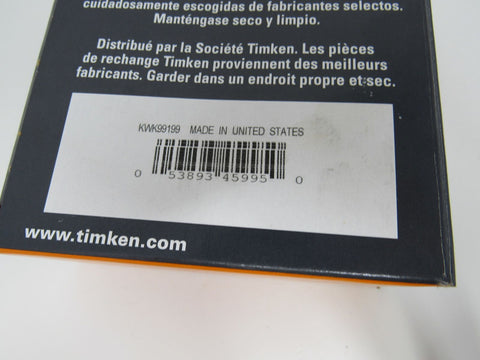 cuidadosamente escogidas de fabricantes selectos.
Manténgase seco y limpio.
Distribué par la Société Timken. Les pièces
de rechange Timken proviennent des meilleurs
fabricants. Garder dans un endroit propre et sec.
KWK99199 MADE IN UNITED STATES
0 53893 45995 0
www.timken.com